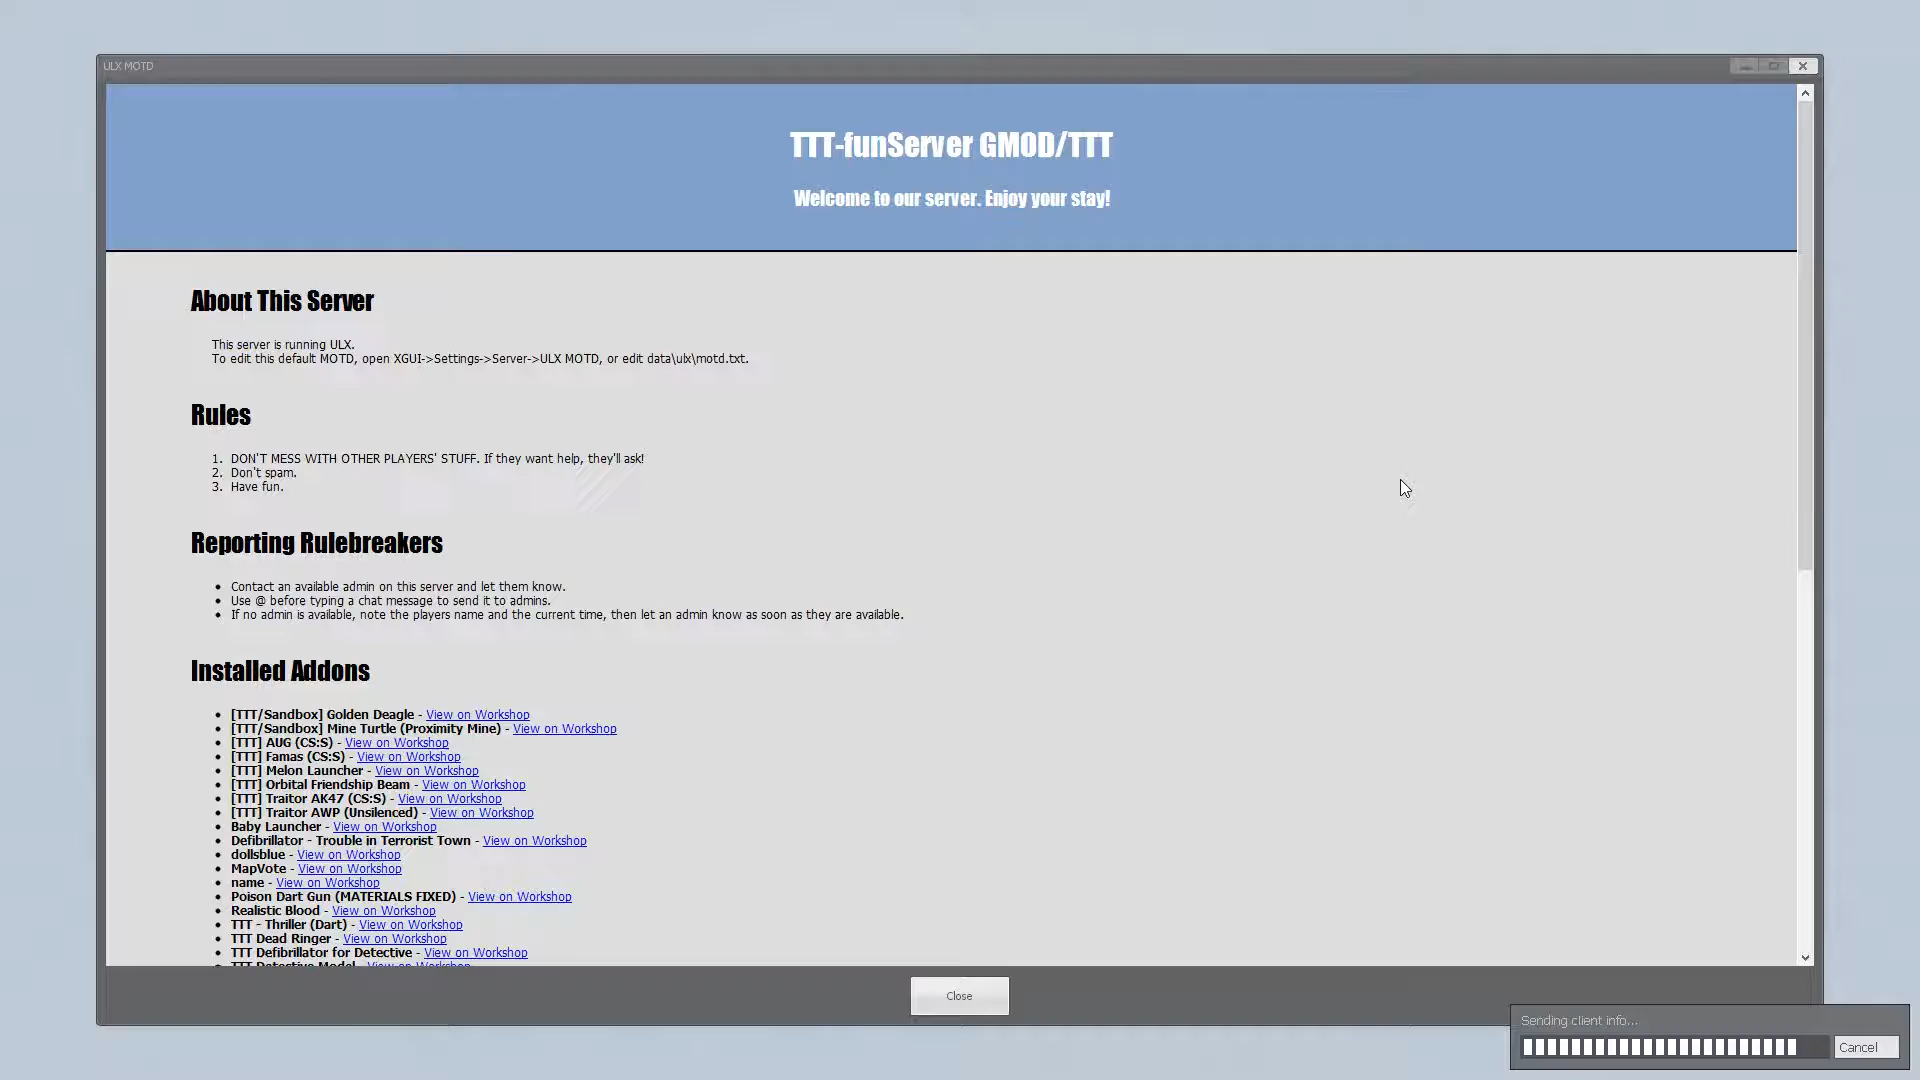 ULX MOTD
TTT-funServer GMOD/TTT
Welcome to our server. Enjoy your stay!
About This Server
This server is running ULX.
To edit this default MOTD, open XGUI->Settings->Server->ULX MOTD, or edit data\ulx\motd.txt.
Rules
1. DON'T MESS WITH OTHER PLAYERS' STUFF. If they want help, they'll ask!
2. Don't spam.
3. Have fun.
Reporting Rulebreakers
• Contact an available admin on this server and let them know.
• Use @ before typing a chat message to send it to admins.
• If no admin is available, note the players name and the current time, then let an admin know as soon as they are available.
Installed Addons
• [TTT/Sandbox] Golden Deagle - View on Workshop
• [TTT/Sandbox] Mine Turtle (Proximity Mine) - View on Workshop
• [TTT] AUG (CS:S) - View on Workshop
• [TTT] Famas (CS:S) - View on Workshop
• [TTT] Melon Launcher - View on Workshop
• [TTT] Orbital Friendship Beam - View on Workshop
• [TTT] Traitor AK47 (CS:S) - View on Workshop
• [TTT] Traitor AWP (Unsilenced) - View on Workshop
• Baby Launcher - View on Workshop
• Defibrillator - Trouble in Terrorist Town - View on Workshop
• dollsblue - View on Workshop
• MapVote - View on Workshop
• name - View on Workshop
• Poison Dart Gun (MATERIALS FIXED) - View on Workshop
• Realistic Blood - View on Workshop
• TTT - Thriller (Dart) - View on Workshop
• TTT Dead Ringer - View on Workshop
• TTT Defibrillator for Detective - View on Workshop
• TTT Detective Model - View on Workshop
Close
Sending client info...
Cancel